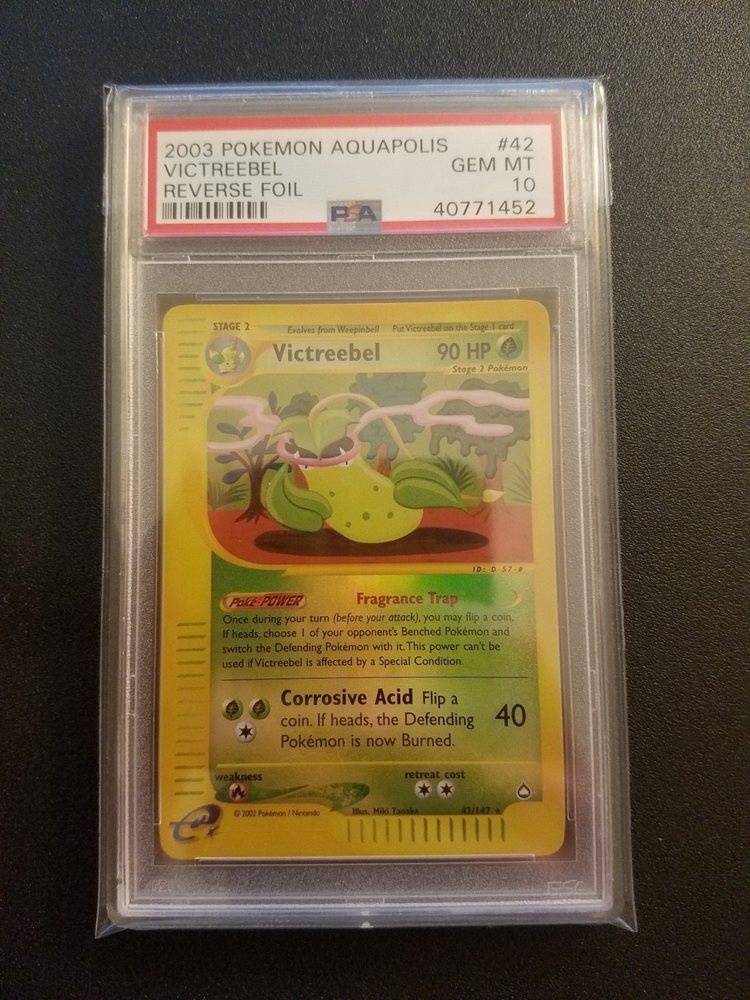 2003 POKEMON AQUAPOLIS #42
VICTREEBEL GEM MT
REVERSE FOIL 10
PSA 40771452
STAGE 2 Evolves from Weepinbell Put Victreebel on the Stage 1 card
Victreebel 90 HP
Stage 2 Pokémon
ID: D-57-#
Poké-POWER Fragrance Trap
Once during your turn (before your attack), you may flip a coin.
If heads, choose 1 of your opponent's Benched Pokémon and
switch the Defending Pokémon with it. This power can't be
used if Victreebel is affected by a Special Condition.
Corrosive Acid Flip a
coin. If heads, the Defending 40
Pokémon is now Burned.
weakness retreat cost
© 2002 Pokémon / Nintendo Illus. Miki Tanaka 42/147 ★
e